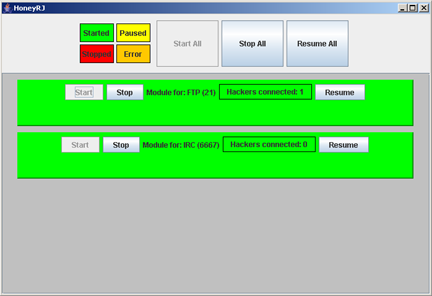 HoneyRJ
Started Paused
Stopped Error
Start All Stop All Resume All
Start Stop Module for: FTP (21) Hackers connected: 1 Resume
Start Stop Module for: IRC (6667) Hackers connected: 0 Resume